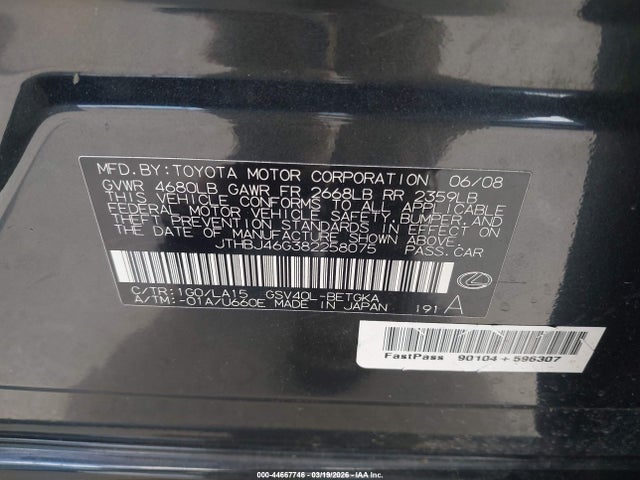 MFD.BY:TOYOTA MOTOR CORPORATION 06/08
GVWR 4680LB GAWR FR 2668LB RR 2359LB
THIS VEHICLE CONFORMS TO ALL APPLICABLE
FEDERAL MOTOR VEHICLE SAFETY, BUMPER, AND
THEFT PREVENTION STANDARDS IN EFFECT ON
THE DATE OF MANUFACTURE SHOWN ABOVE.
JTHBJ46G382258075 PASS.CAR
C/TR:1G0/LA15 GSV40L-BETGKA
A/TM:-01A/U660E MADE IN JAPAN 191 A
FastPass 90104 + 596307
000-44667746 | 03/19/2026 - IAA Inc.